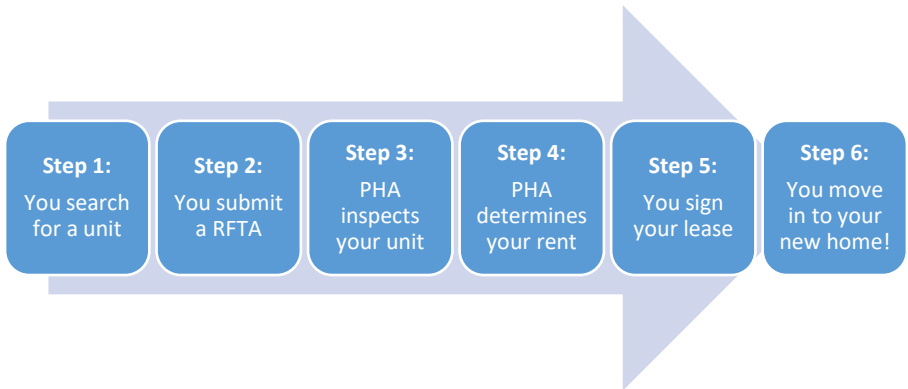 Step 1:
You search
for a unit
Step 2:
You submit
a RFTA
Step 3:
PHA
inspects
your unit
Step 4:
PHA
determines
your rent
Step 5:
You sign
your lease
Step 6:
You move
in to your
new home!